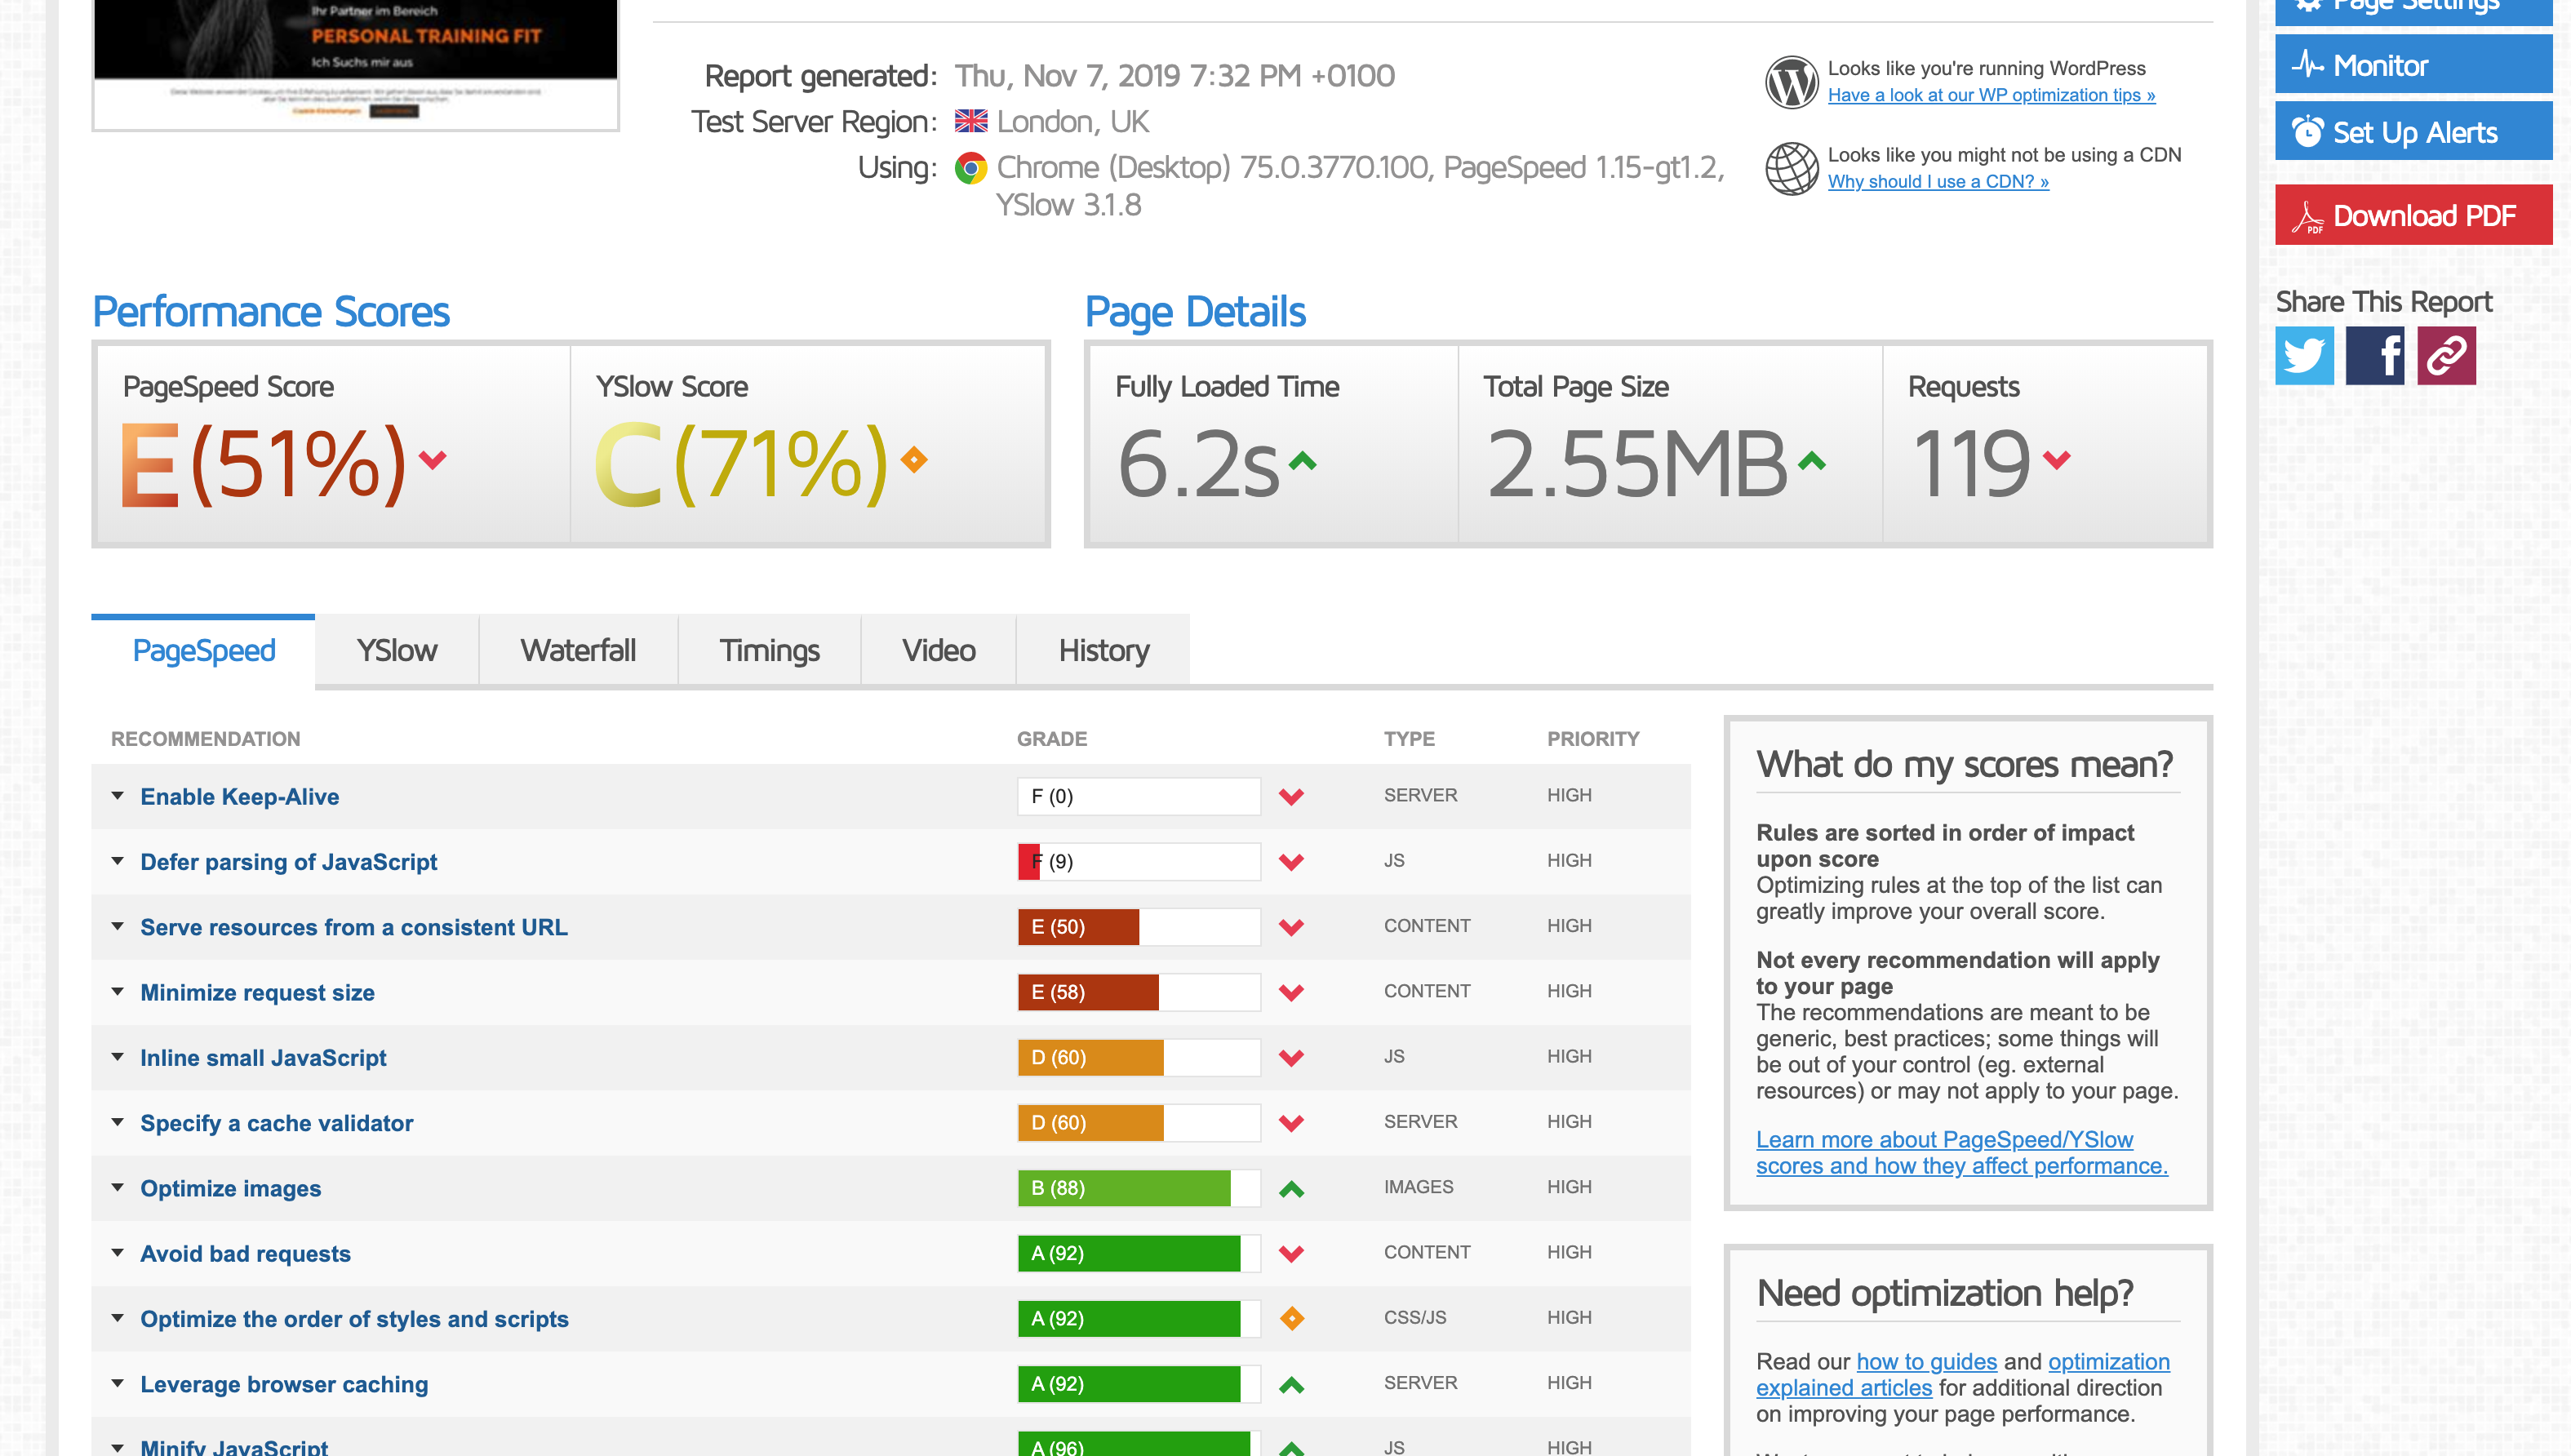 Ihr Partner im Bereich
PERSONAL TRAINING FIT
Ich Suchs mir aus
Report generated: Thu, Nov 7, 2019 7:32 PM +0100
Test Server Region: London, UK
Using: Chrome (Desktop) 75.0.3770.100, PageSpeed 1.15-gt1.2,
YSlow 3.1.8
Looks like you're running WordPress
Have a look at our WP optimization tips »
Looks like you might not be using a CDN
Why should I use a CDN? »
Page Settings
Monitor
Set Up Alerts
PDF Download PDF
Share This Report
Performance Scores
PageSpeed Score
E(51%)
YSlow Score
C(71%)
Page Details
Fully Loaded Time
6.2s
Total Page Size
2.55MB
Requests
119
PageSpeed YSlow Waterfall Timings Video History
RECOMMENDATION GRADE TYPE PRIORITY
Enable Keep-Alive F (0) SERVER HIGH
Defer parsing of JavaScript F (9) JS HIGH
Serve resources from a consistent URL E (50) CONTENT HIGH
Minimize request size E (58) CONTENT HIGH
Inline small JavaScript D (60) JS HIGH
Specify a cache validator D (60) SERVER HIGH
Optimize images B (88) IMAGES HIGH
Avoid bad requests A (92) CONTENT HIGH
Optimize the order of styles and scripts A (92) CSS/JS HIGH
Leverage browser caching A (92) SERVER HIGH
Minify JavaScript A (96) JS HIGH
What do my scores mean?
Rules are sorted in order of impact
upon score
Optimizing rules at the top of the list can
greatly improve your overall score.
Not every recommendation will apply
to your page
The recommendations are meant to be
generic, best practices; some things will
be out of your control (eg. external
resources) or may not apply to your page.
Learn more about PageSpeed/YSlow
scores and how they affect performance.
Need optimization help?
Read our how to guides and optimization
explained articles for additional direction
on improving your page performance.